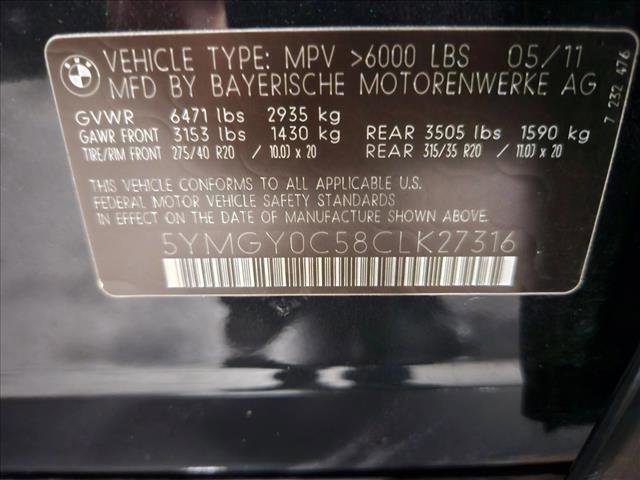 BMW
VEHICLE TYPE: MPV >6000 LBS 05/11
MFD BY BAYERISCHE MOTORENWERKE AG
GVWR 6471 lbs 2935 kg
GAWR FRONT 3153 lbs 1430 kg REAR 3505 lbs 1590 kg
TIRE/RIM FRONT 275/40 R20 / 10.0J x 20 REAR 315/35 R20 / 11.0J x 20
THIS VEHICLE CONFORMS TO ALL APPLICABLE U.S.
FEDERAL MOTOR VEHICLE SAFETY STANDARDS
IN EFFECT ON THE DATE OF MANUFACTURE SHOWN ABOVE.
5YMGY0C58CLK27316
7 232 476